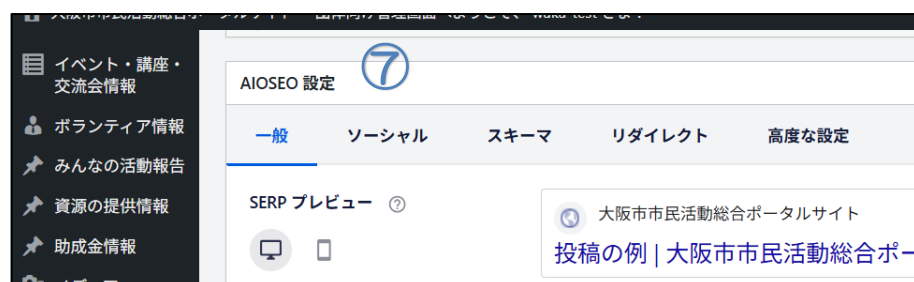 イベント・講座・
交流会情報
ボランティア情報
みんなの活動報告
資源の提供情報
助成金情報
⑦
AIOSEO 設定
一般 ソーシャル スキーマ リダイレクト 高度な設定
SERP プレビュー
大阪市市民活動総合ポータルサイト
投稿の例 | 大阪市市民活動総合ポー